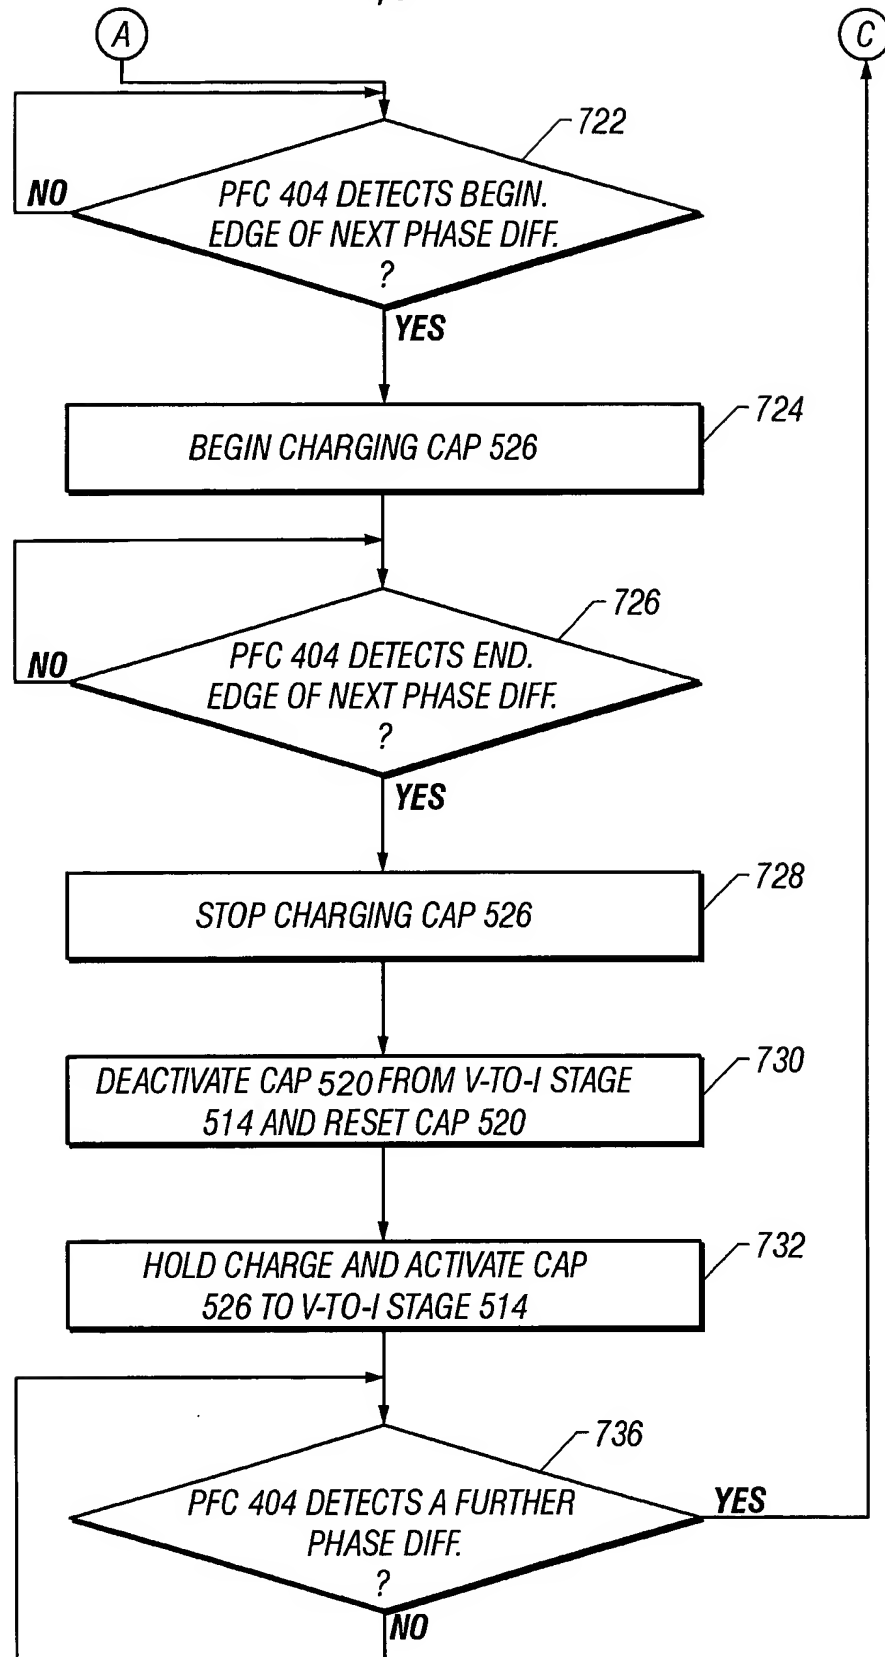 A
C
722
PFC 404 DETECTS BEGIN.
EDGE OF NEXT PHASE DIFF.
?
NO
YES
724
BEGIN CHARGING CAP 526
726
PFC 404 DETECTS END.
EDGE OF NEXT PHASE DIFF.
?
NO
YES
728
STOP CHARGING CAP 526
730
DEACTIVATE CAP 520 FROM V-TO-I STAGE
514 AND RESET CAP 520
732
HOLD CHARGE AND ACTIVATE CAP
526 TO V-TO-I STAGE 514
736
PFC 404 DETECTS A FURTHER
PHASE DIFF.
?
YES
NO